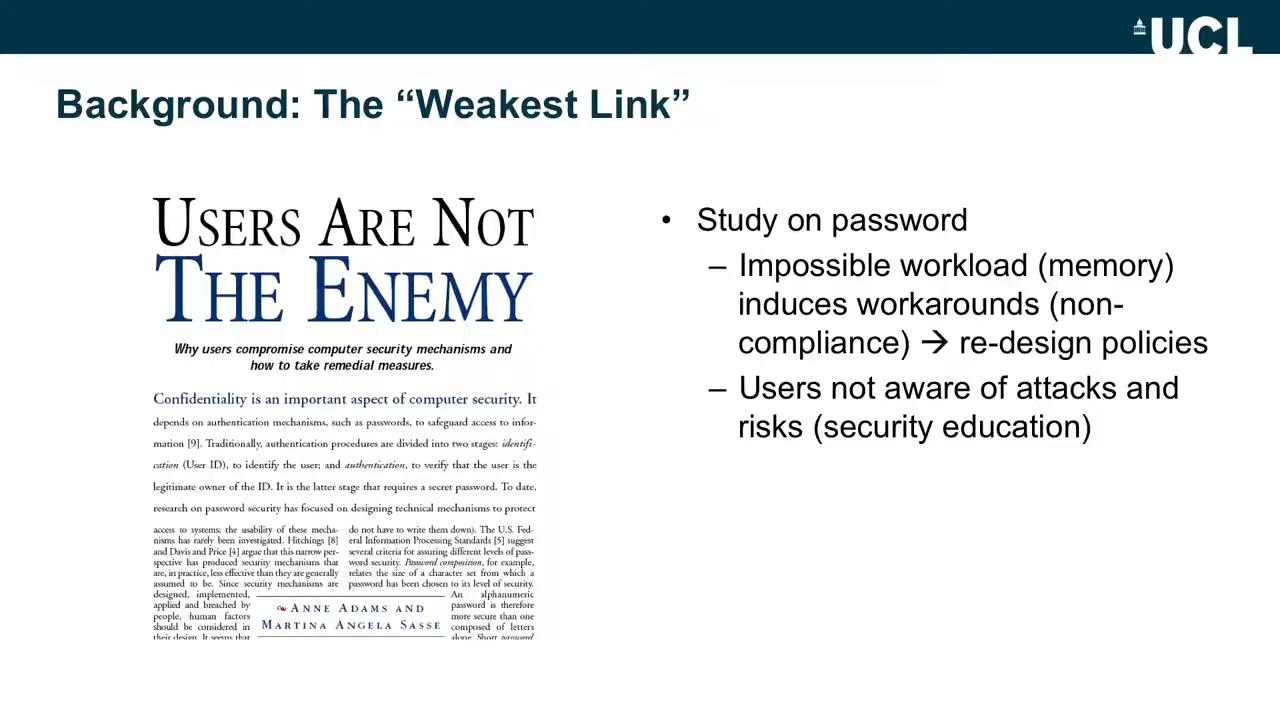 UCL
Background: The “Weakest Link”
USERS ARE NOT
THE ENEMY
Why users compromise computer security mechanisms and
how to take remedial measures.
Confidentiality is an important aspect of computer security. It
depends on authentication mechanisms, such as passwords, to safeguard access to infor-
mation [9]. Traditionally, authentication procedures are divided into two stages: identifi-
cation (User ID), to identify the user; and authentication, to verify that the user is the
legitimate owner of the ID. It is the latter stage that requires a secret password. To date,
research on password security has focused on designing technical mechanisms to protect
access to systems; the usability of these mecha-
nisms has rarely been investigated. Hitchings [8]
and Davis and Price [4] argue that this narrow per-
spective has produced security mechanisms that
are, in practice, less effective than they are generally
assumed to be. Since security mechanisms are
designed, implemented,
applied and breached by
people, human factors
should be considered in
their design. It seems that
do not have to write them down). The U.S. Fed-
eral Information Processing Standards [5] suggest
several criteria for assuring different levels of pass-
word security. Password composition, for example,
relates the size of a character set from which a
password has been chosen to its level of security.
An alphanumeric
password is therefore
more secure than one
composed of letters
alone. Short password
ANNE ADAMS AND
MARTINA ANGELA SASSE
• Study on password
– Impossible workload (memory)
induces workarounds (non-
compliance) → re-design policies
– Users not aware of attacks and
risks (security education)